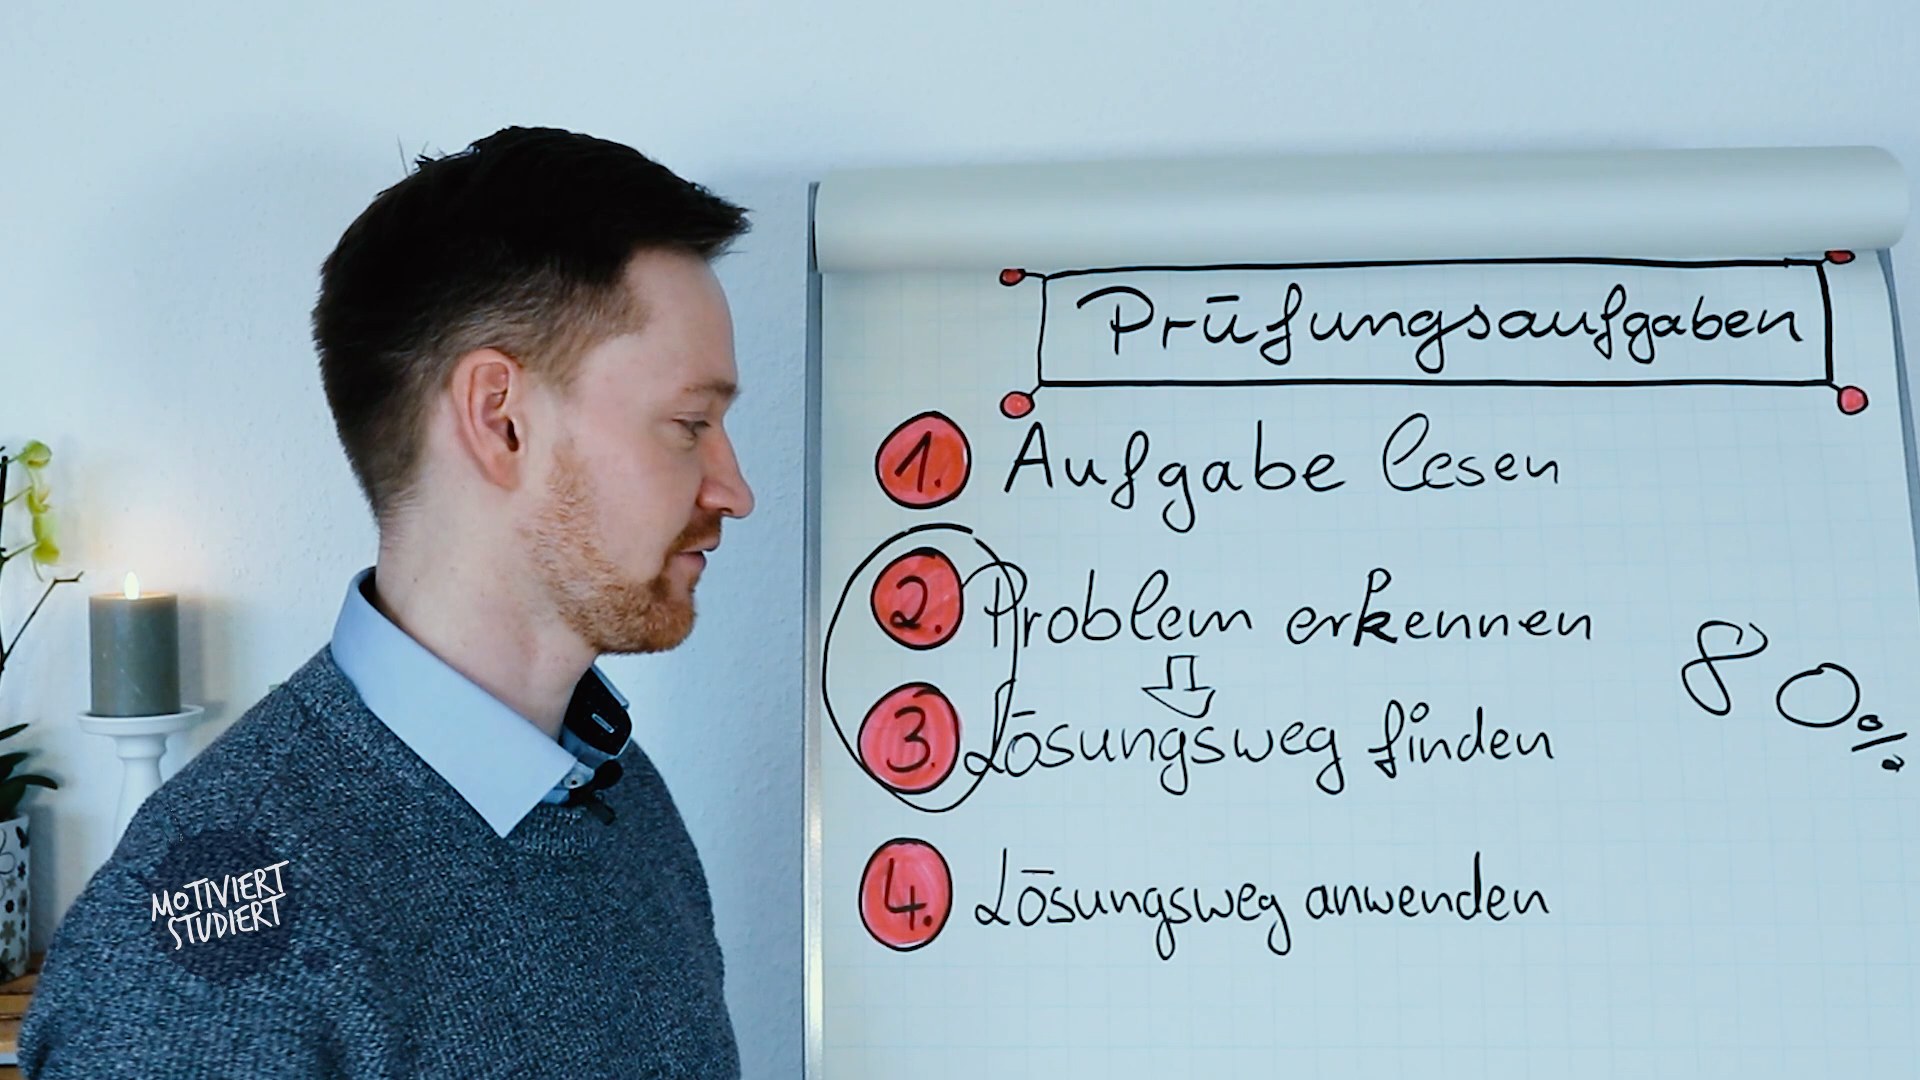 Prüfungsaufgaben
1. Aufgabe lesen
2. Problem erkennen
3. Lösungsweg finden
80%
4. Lösungsweg anwenden
MOTIVIERT
STUDIERT